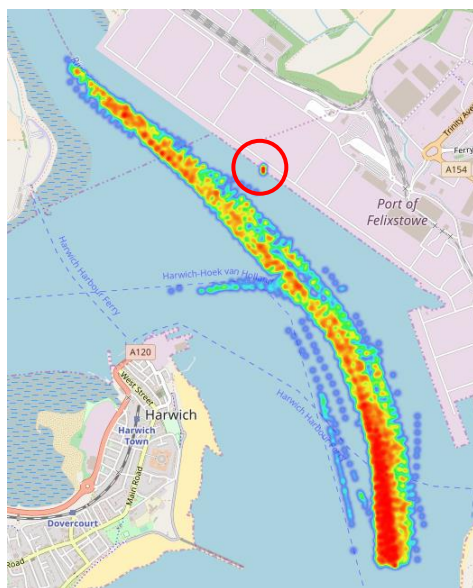 Trinity Ave
Ferry
A154
Port of
Felixstowe
Harwich-Hoek van Holland
Harwich Harbour Ferry
A120
West Street
Harwich
Harwich
Town
Main Road
Dovercourt
Harwich Harbour